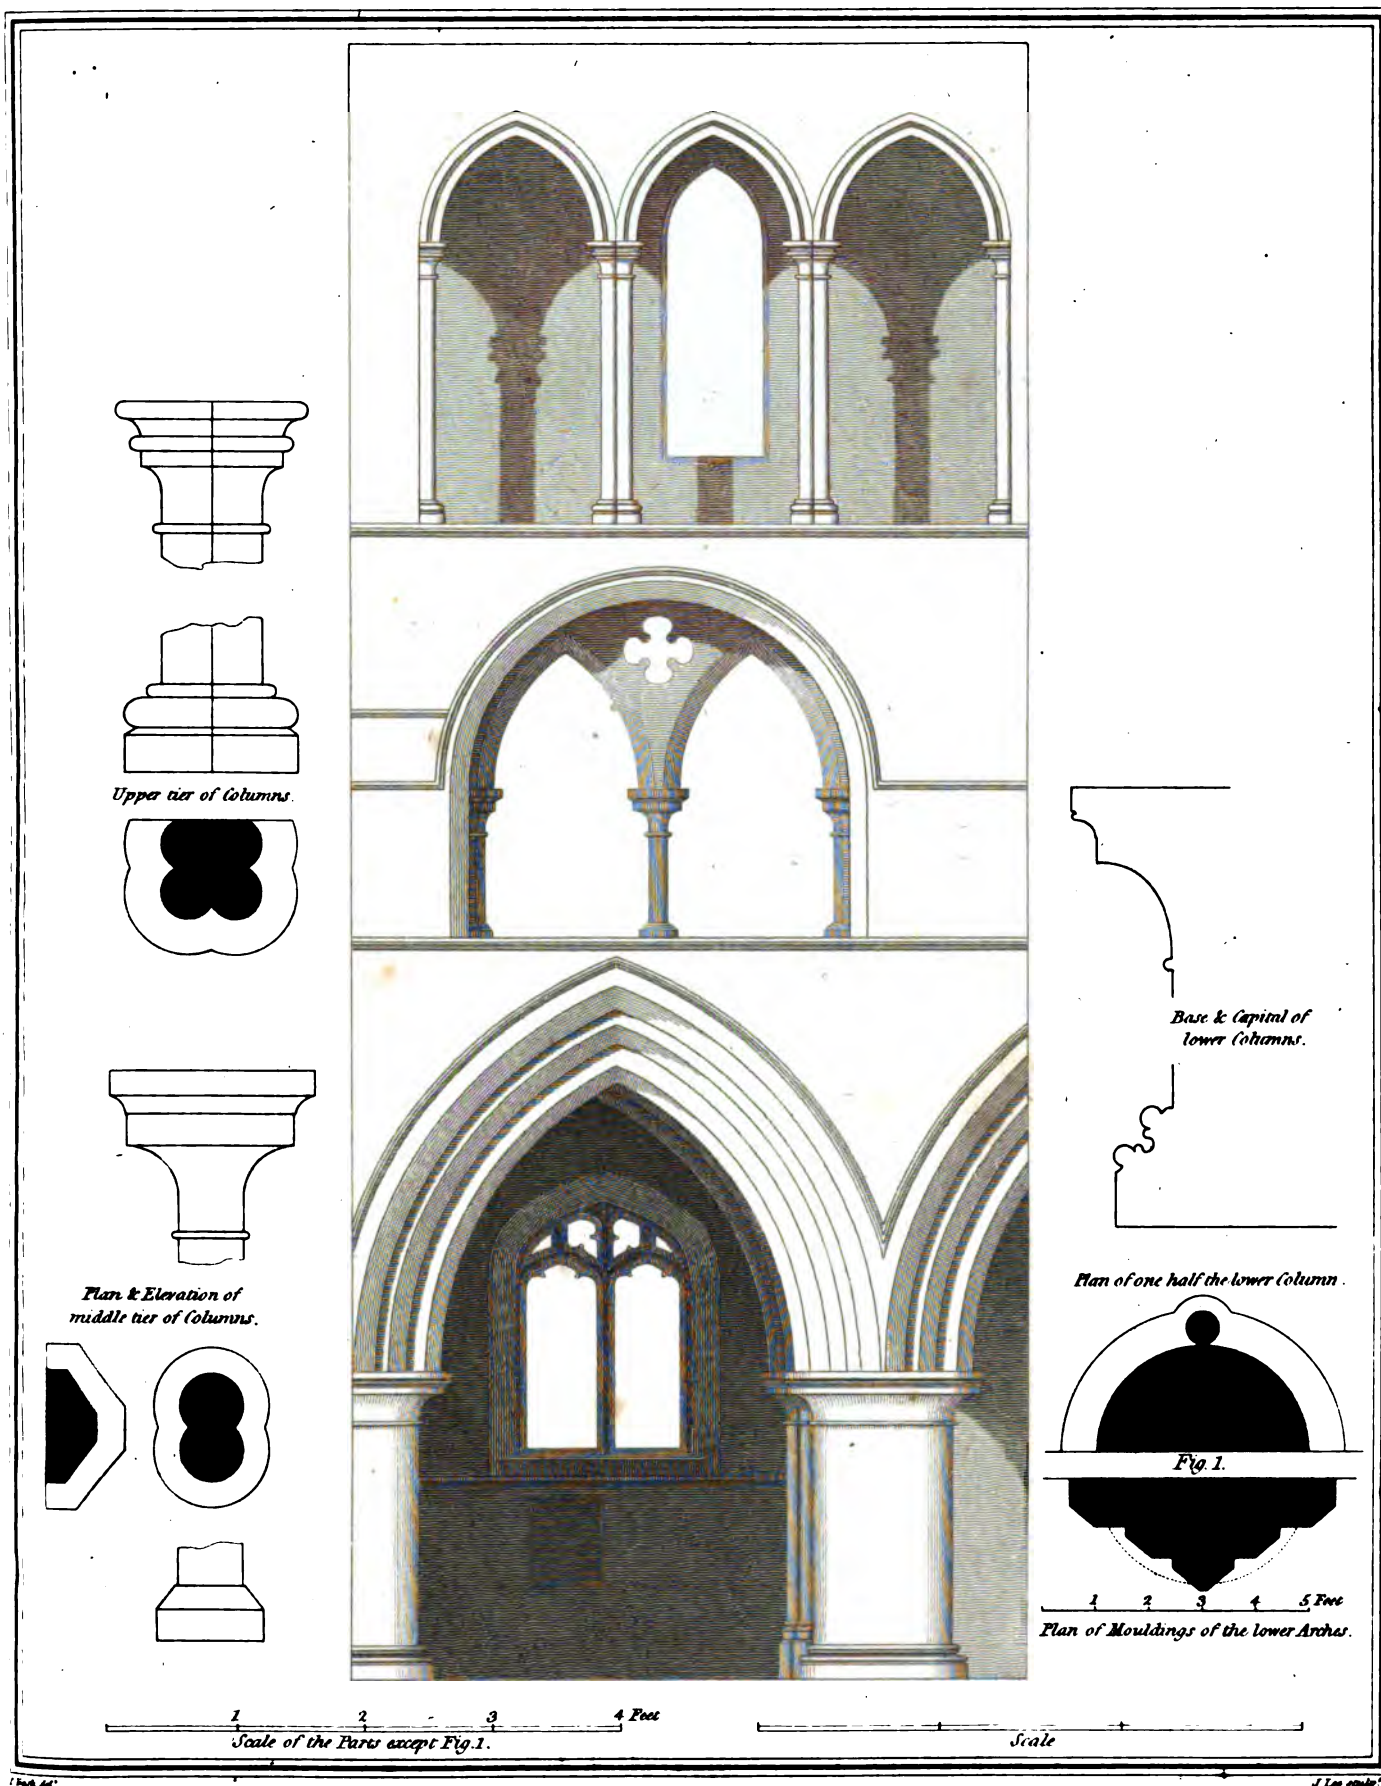 Upper tier of Columns.
Base & Capital of
lower Columns.
Plan of one half the lower Column.
Plan & Elevation of
middle tier of Columns.
Fig. 1.
1 2 3 4 5 Feet
Plan of Mouldings of the lower Arches.
1 2 3 4 Feet
Scale of the Parts except Fig. 1.
Scale
J. Lee sculp.